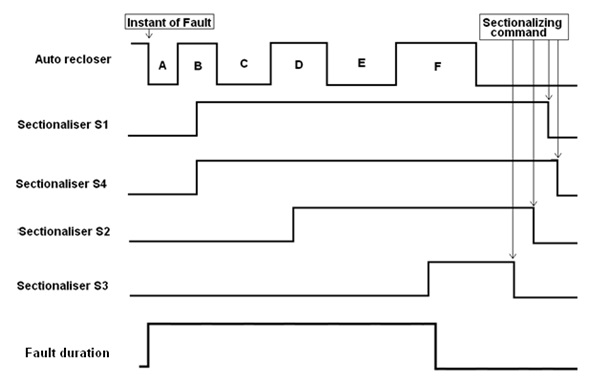 Instant of Fault
Sectionalizing
command
Auto recloser
A
B
C
D
E
F
Sectionaliser S1
Sectionaliser S4
Sectionaliser S2
Sectionaliser S3
Fault duration